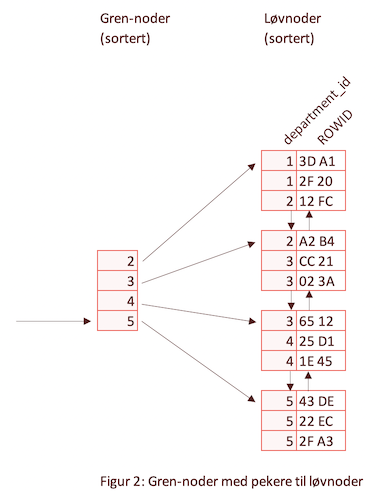 Gren-noder
(sortert)
Løvnoder
(sortert)
department_id
ROWID
1 3D A1
1 2F 20
2 12 FC
2 A2 B4
3 CC 21
3 02 3A
3 65 12
4 25 D1
4 1E 45
5 43 DE
5 22 EC
5 2F A3
2
3
4
5
Figur 2: Gren-noder med pekere til løvnoder